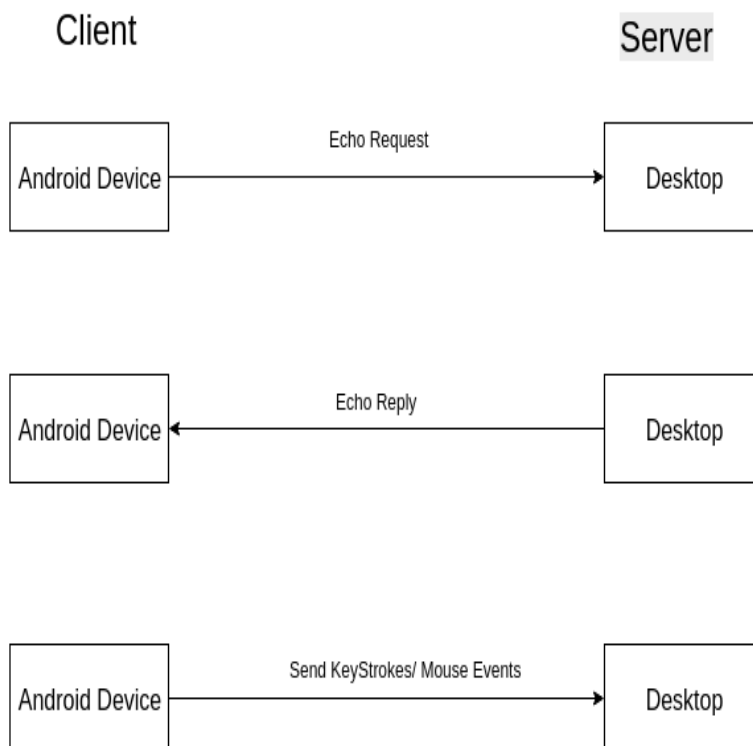 Client
Server
Echo Request
Android Device
Desktop
Echo Reply
Android Device
Desktop
Send KeyStrokes/ Mouse Events
Android Device
Desktop